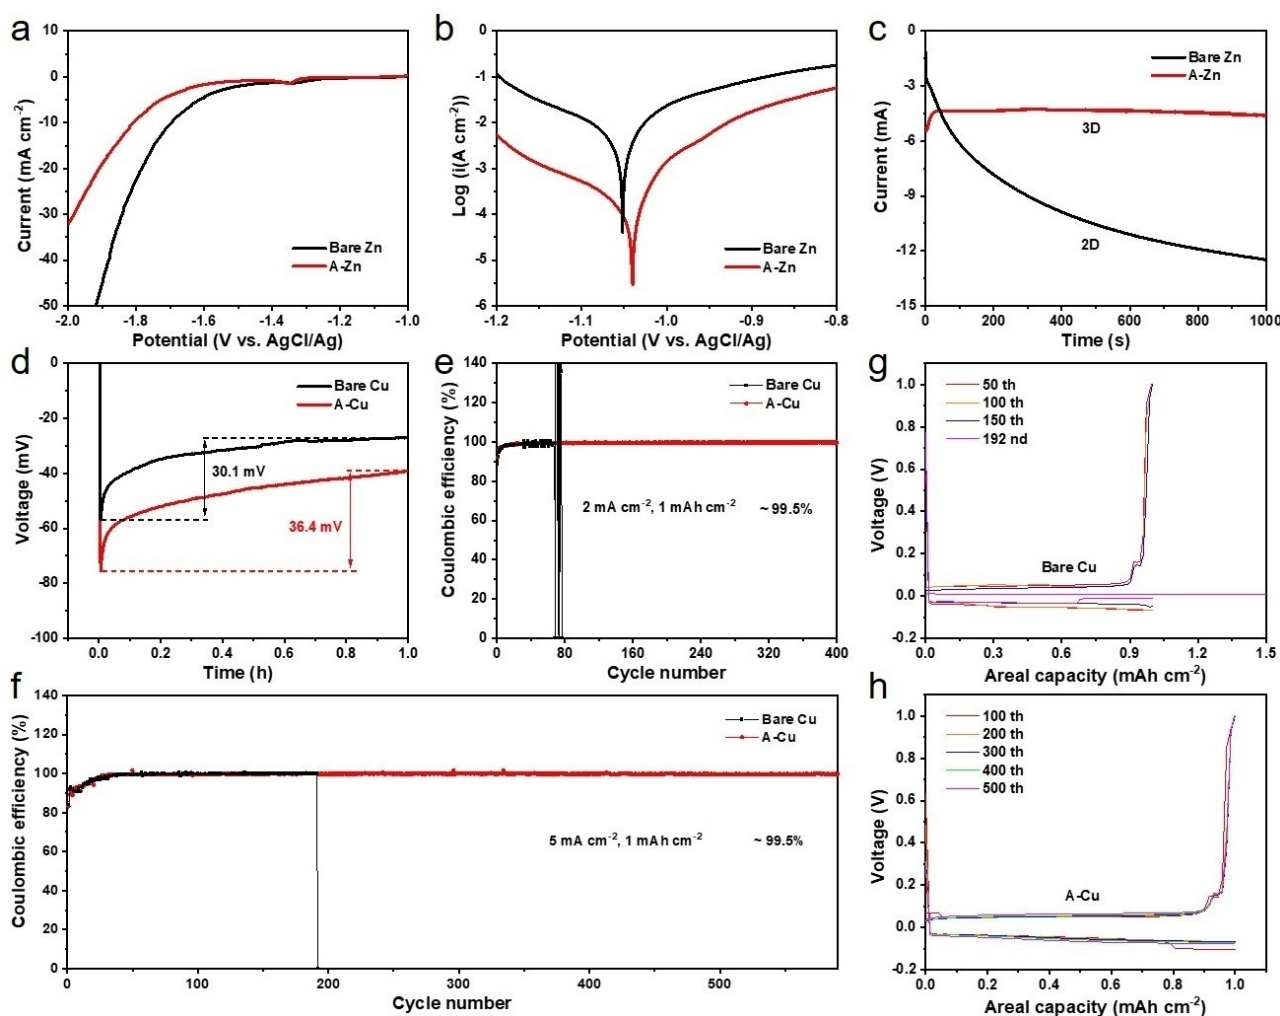 a
0
-10
-20
-30
-40
-50
Current (mA cm⁻²)
Bare Zn
A-Zn
-2.0 -1.8 -1.6 -1.4 -1.2 -1.0
Potential (V vs. AgCl/Ag)
b
0
-1
-2
-3
-4
-5
-6
Log (i(A cm⁻²))
Bare Zn
A-Zn
-1.2 -1.1 -1.0 -0.9 -0.8
Potential (V vs. AgCl/Ag)
c
0
-3
-6
-9
-12
-15
Current (mA)
Bare Zn
A-Zn
3D
2D
0 200 400 600 800 1000
Time (s)
d
0
-20
-40
-60
-80
-100
Voltage (mV)
Bare Cu
A-Cu
30.1 mV
36.4 mV
0.0 0.2 0.4 0.6 0.8 1.0
Time (h)
e
140
120
100
80
60
40
20
0
Coulombic efficiency (%)
Bare Cu
A-Cu
2 mA cm⁻², 1 mAh cm⁻² ~ 99.5%
0 80 160 240 320 400
Cycle number
g
1.0
0.8
0.6
0.4
0.2
0.0
-0.2
Voltage (V)
50 th
100 th
150 th
192 nd
Bare Cu
0.0 0.3 0.6 0.9 1.2 1.5
Areal capacity (mAh cm⁻²)
f
140
120
100
80
60
40
20
0
Coulombic efficiency (%)
Bare Cu
A-Cu
5 mA cm⁻², 1 mAh cm⁻² ~ 99.5%
0 100 200 300 400 500
Cycle number
h
1.0
0.8
0.6
0.4
0.2
0.0
-0.2
Voltage (V)
100 th
200 th
300 th
400 th
500 th
A-Cu
0.0 0.2 0.4 0.6 0.8 1.0
Areal capacity (mAh cm⁻²)